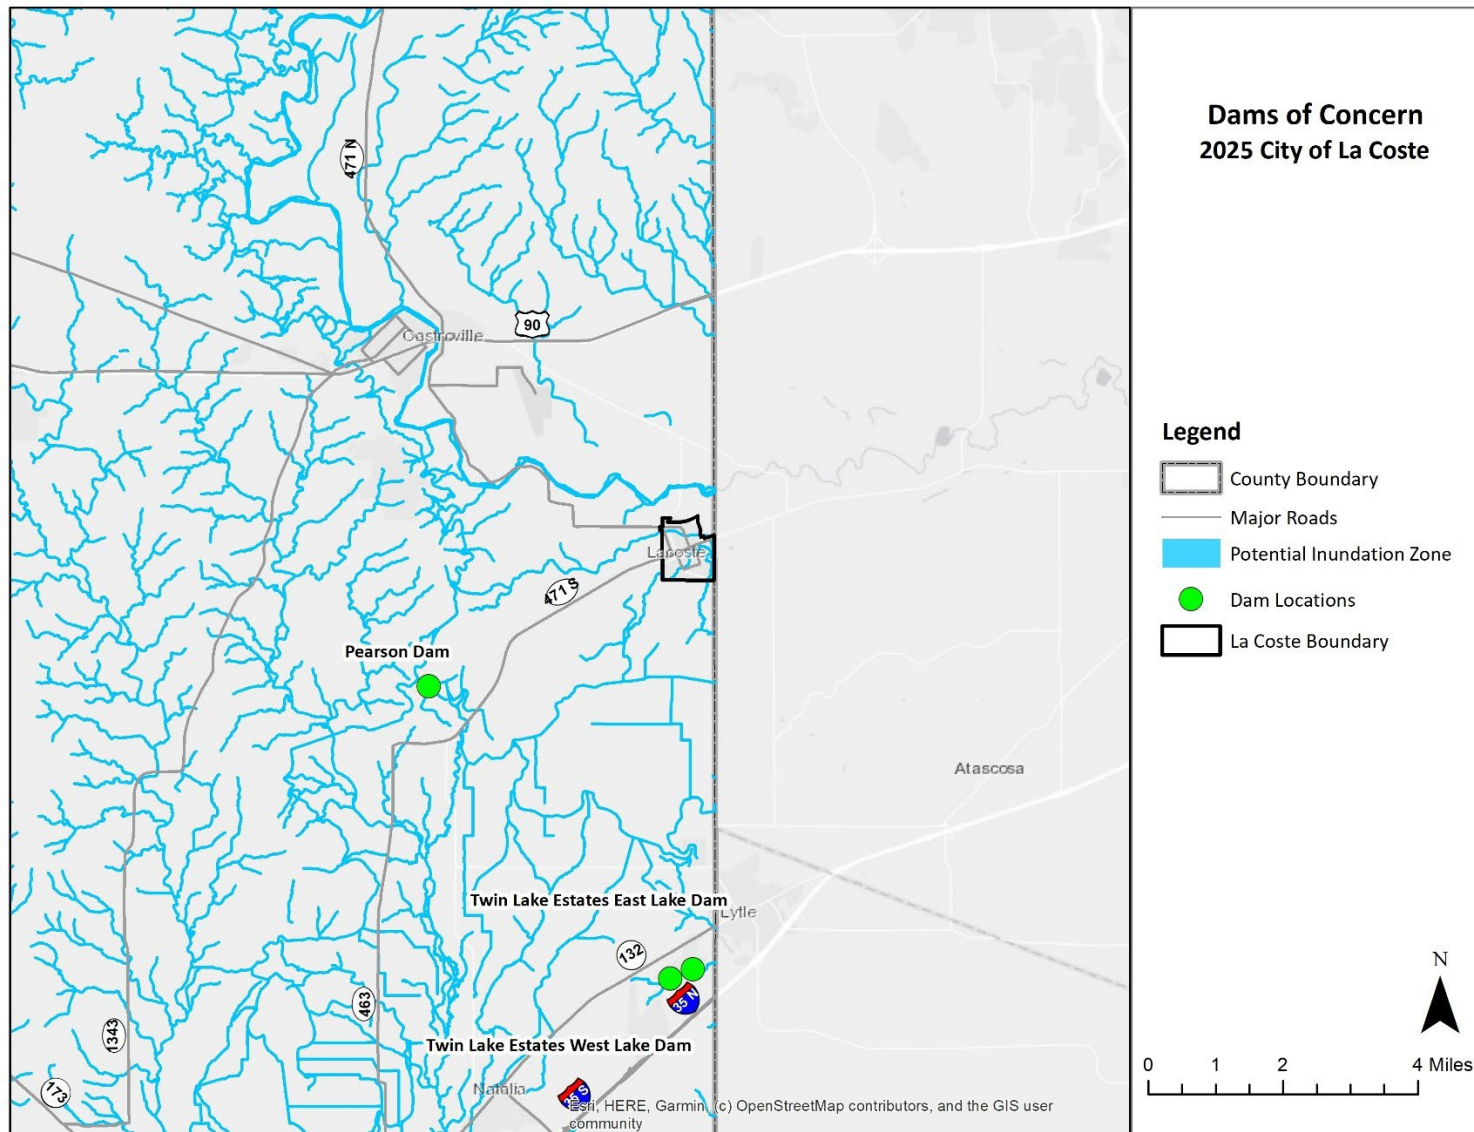 Dams of Concern
2025 City of La Coste
471 N
90
Castroville
Lacoste
471 S
Pearson Dam
Atascosa
Twin Lake Estates East Lake Dam
Lytle
132
35 N
463
1343
Twin Lake Estates West Lake Dam
173
Natalia
35 S
Esri, HERE, Garmin, (c) OpenStreetMap contributors, and the GIS user
community
Legend
County Boundary
Major Roads
Potential Inundation Zone
Dam Locations
La Coste Boundary
N
0 1 2 4 Miles